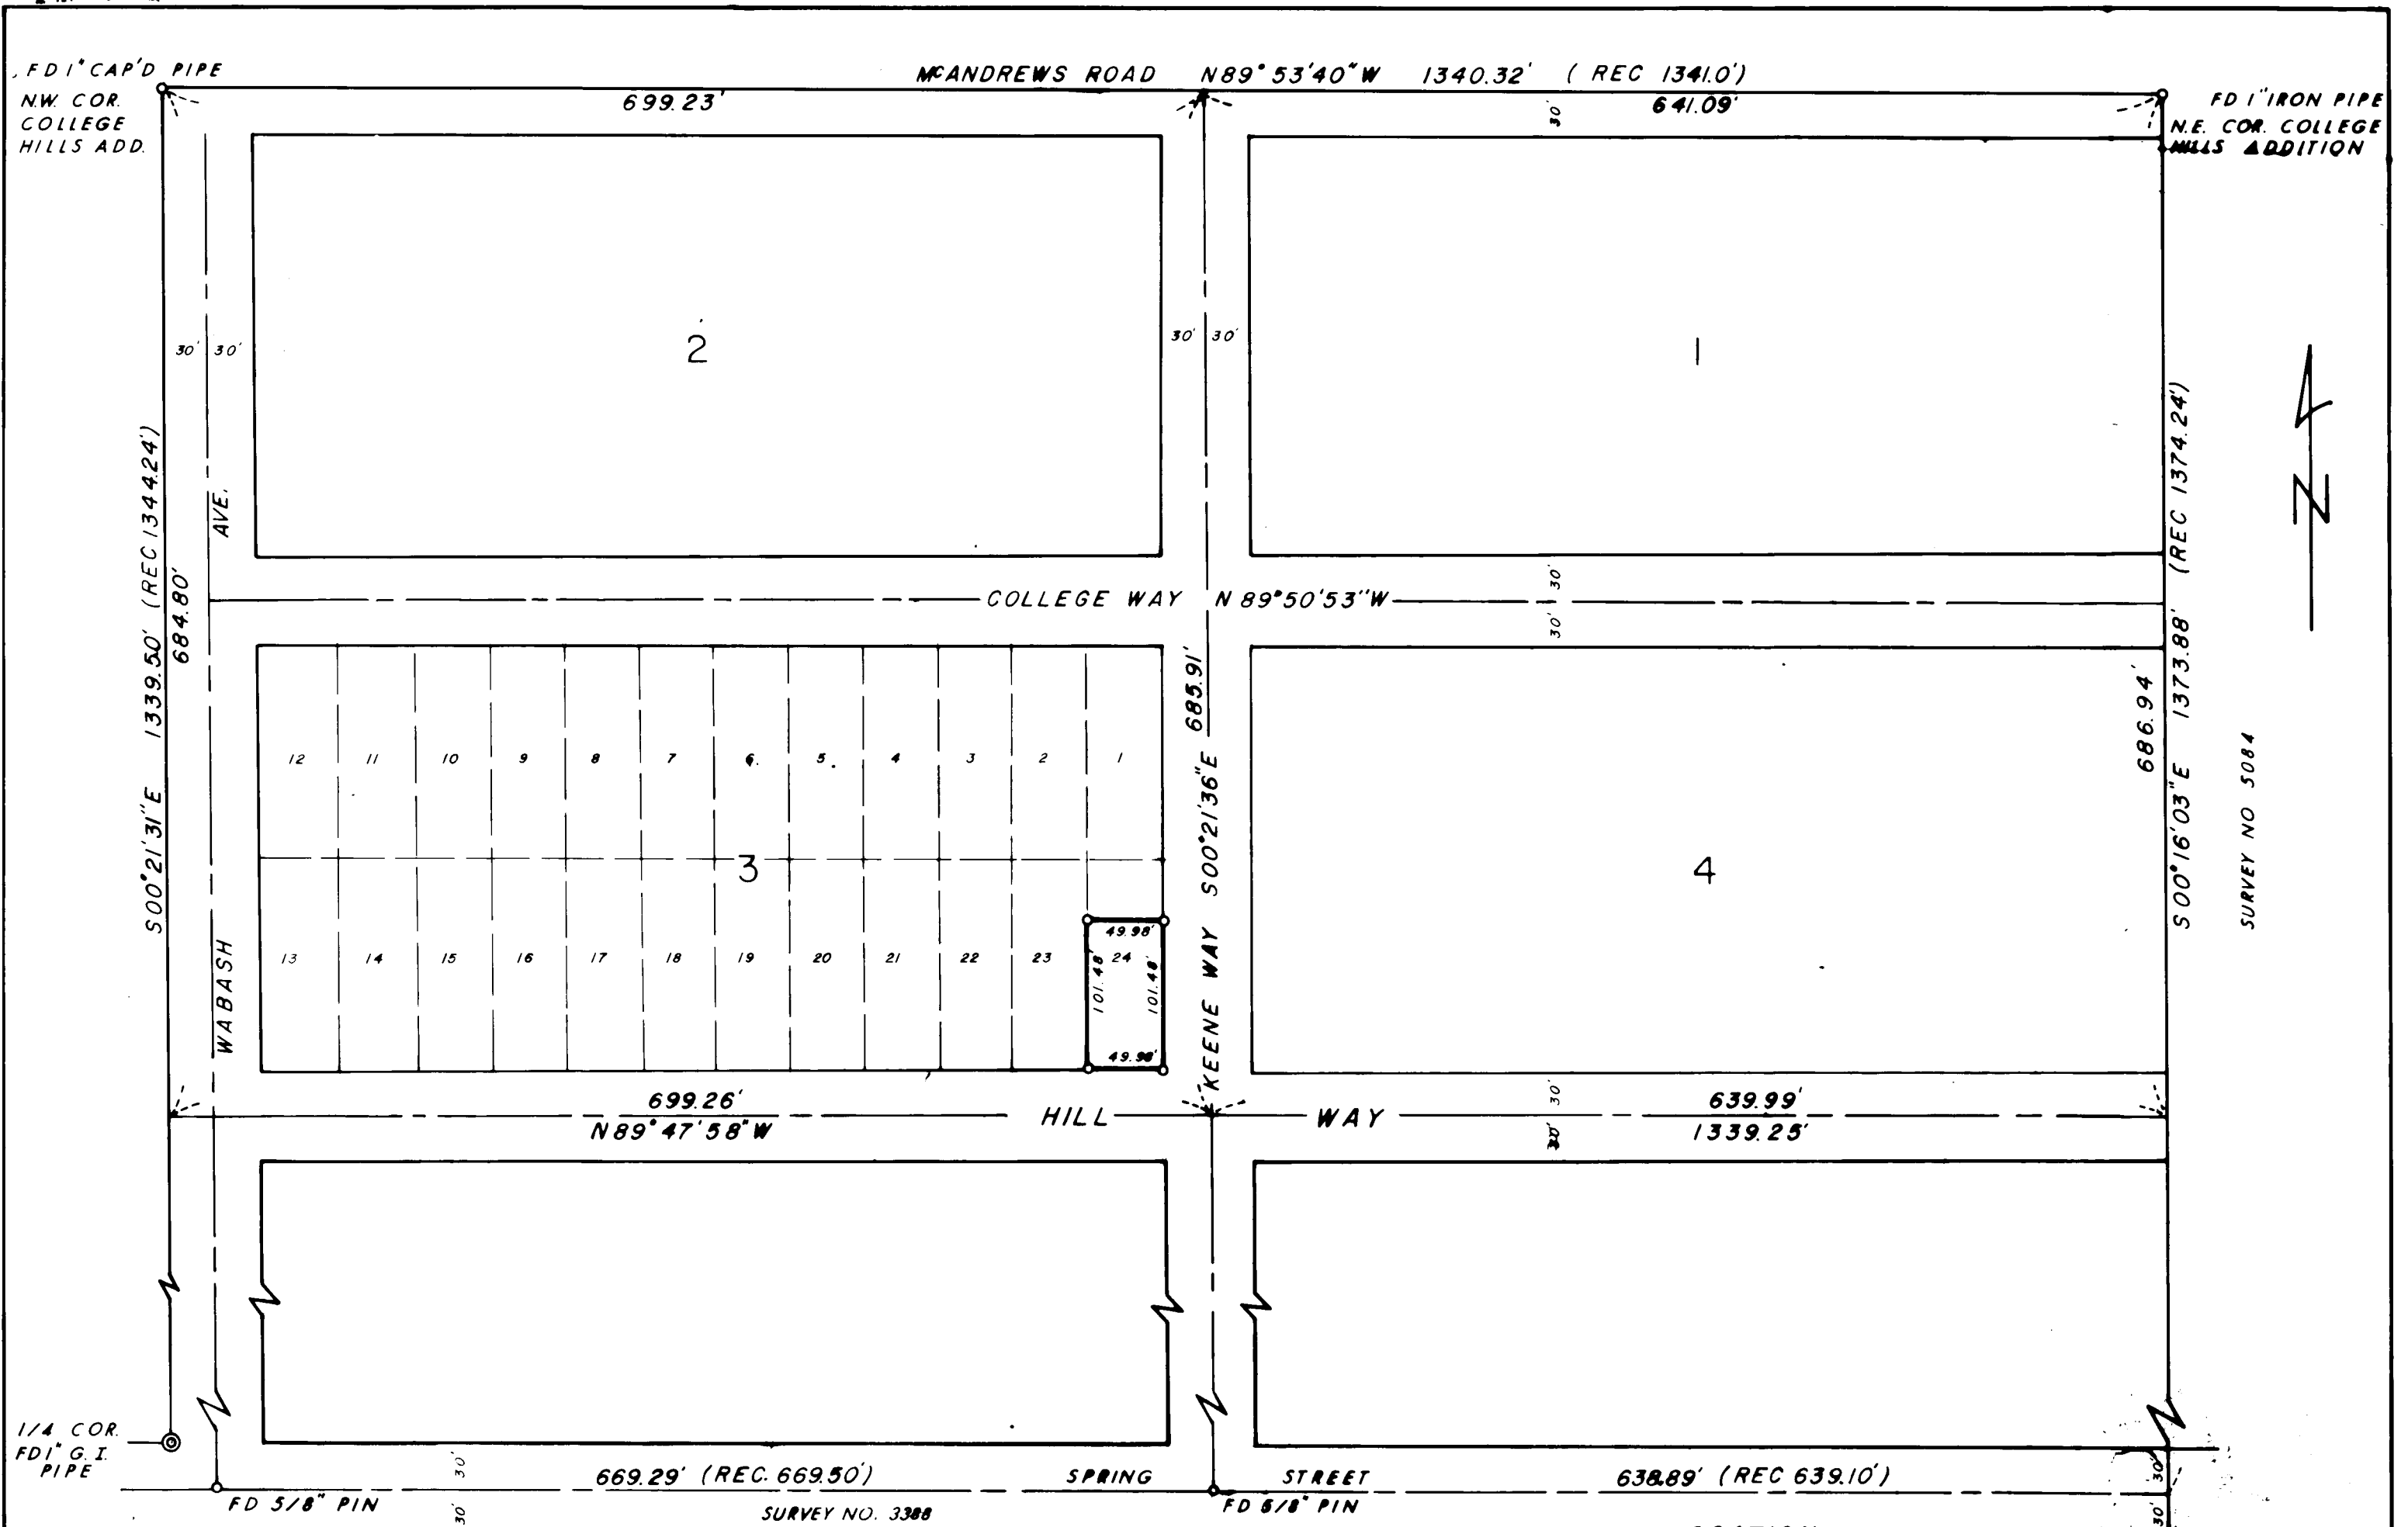 FD 1" CAP'D PIPE
N.W. COR.
COLLEGE
HILLS ADD.
McANDREWS ROAD N89°53'40"W 1340.32' (REC 1341.0')
699.23'
641.09'
30'
FD 1" IRON PIPE
N.E. COR. COLLEGE
HILLS ADDITION
2
1
30' 30'
30' 30'
S00°21'31"E 1339.50' (REC 1344.24')
684.80'
WABASH AVE.
COLLEGE WAY N89°50'53"W
30'
30'
KEENE WAY S00°21'36"E 685.91'
686.94'
S00°16'03"E 1373.88' (REC 1374.24')
SURVEY NO 5084
N
12 11 10 9 8 7 6. 5. 4 3 2 1
3
4
13 14 15 16 17 18 19 20 21 22 23 24
49.98'
101.48'
101.48'
49.98'
699.26'
N89°47'58"W
HILL WAY
30'
30'
639.99'
1339.25'
1/4 COR.
FD 1" G.I.
PIPE
30'
669.29' (REC. 669.50') SPRING STREET 638.89' (REC 639.10')
30'
FD 5/8" PIN
FD 5/8" PIN
30'
SURVEY NO. 3388
30'